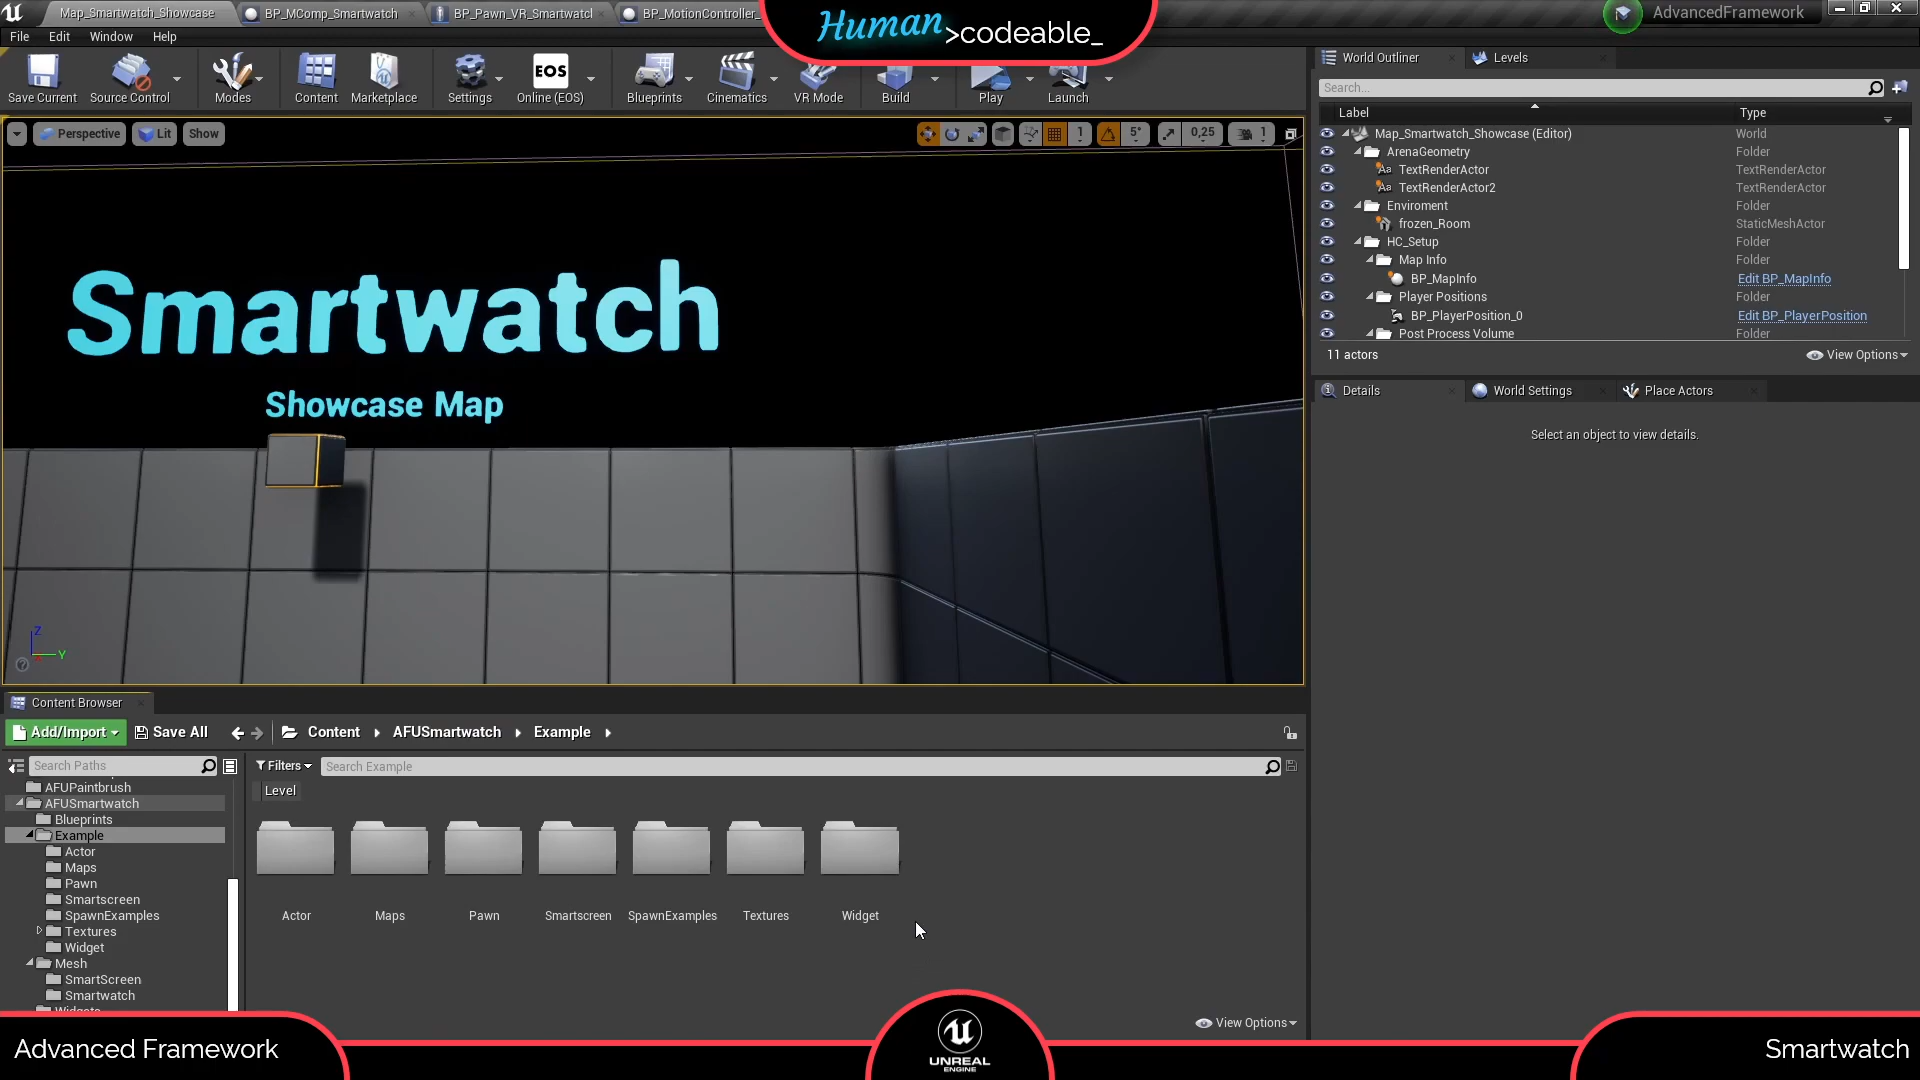 Map_Smartwatch_Showcase
BP_MComp_Smartwatch
BP_Pawn_VR_Smartwatcl
BP_MotionController_
Human >codeable_
AdvancedFramework
File Edit Window Help
Save Current
Source Control
Modes
Content
Marketplace
Settings
EOS
Online (EOS)
Blueprints
Cinematics
VR Mode
Build
Play
Launch
Perspective
Lit
Show
1
5°
0,25
1
Smartwatch
Showcase Map
Z
Y
World Outliner
Levels
Search...
Label Type
Map_Smartwatch_Showcase (Editor) World
ArenaGeometry Folder
TextRenderActor TextRenderActor
TextRenderActor2 TextRenderActor
Enviroment Folder
frozen_Room StaticMeshActor
HC_Setup Folder
Map Info Folder
BP_MapInfo Edit BP_MapInfo
Player Positions Folder
BP_PlayerPosition_0 Edit BP_PlayerPosition
Post Process Volume Folder
11 actors
View Options
Details
World Settings
Place Actors
Select an object to view details.
Content Browser
Add/Import
Save All
Content
AFUSmartwatch
Example
Search Paths
Filters
Search Example
Level
AFUPaintbrush
AFUSmartwatch
Blueprints
Example
Actor
Maps
Pawn
Smartscreen
SpawnExamples
Textures
Widget
Mesh
SmartScreen
Smartwatch
Actor
Maps
Pawn
Smartscreen
SpawnExamples
Textures
Widget
View Options
Advanced Framework
UNREAL
ENGINE
Smartwatch